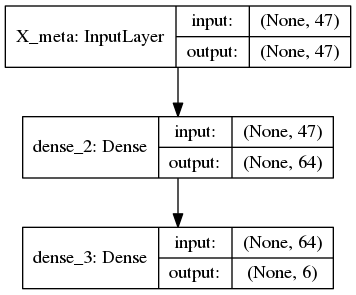 X_meta: InputLayer
input: (None, 47)
output: (None, 47)
dense_2: Dense
input: (None, 47)
output: (None, 64)
dense_3: Dense
input: (None, 64)
output: (None, 6)